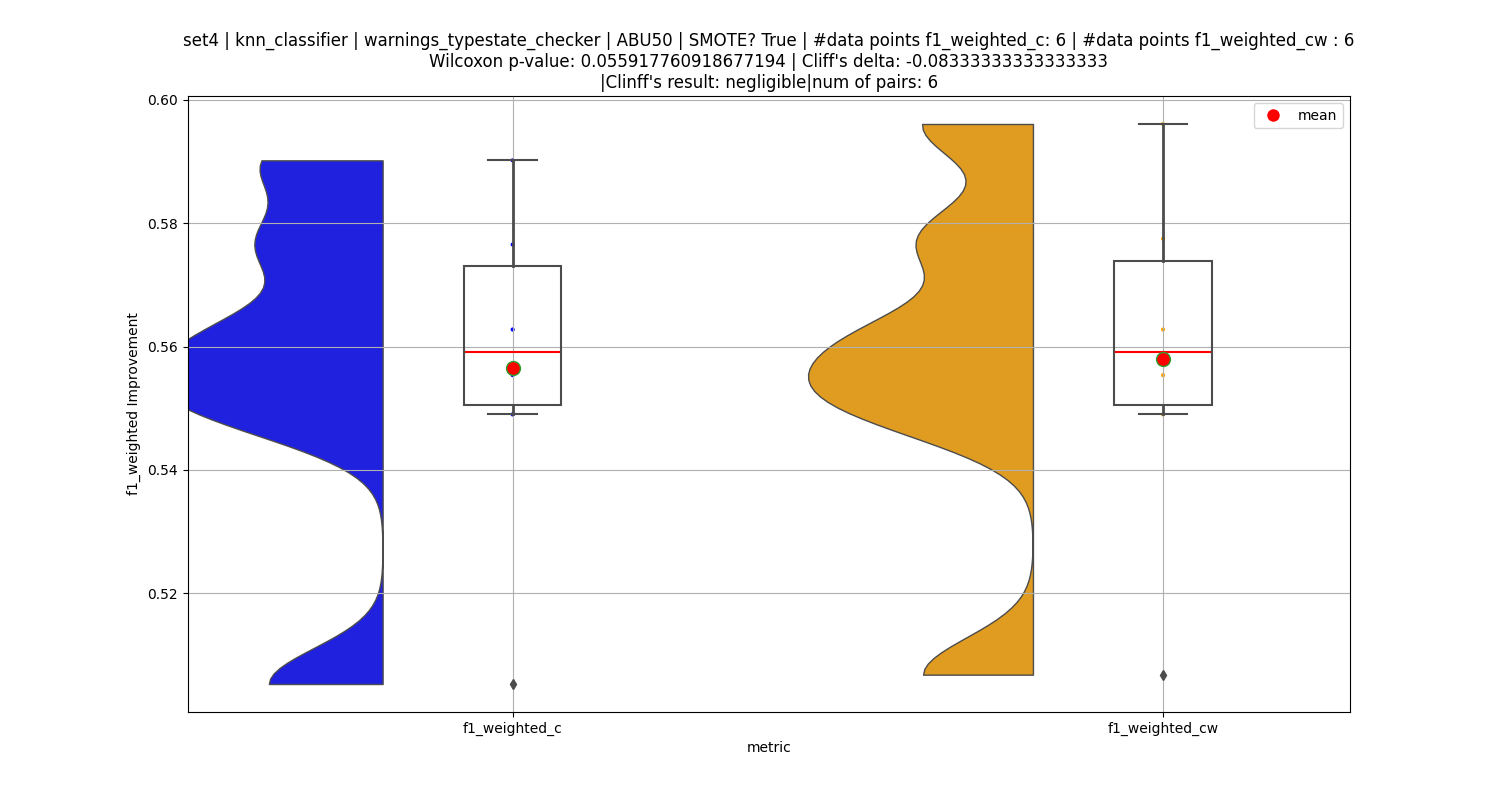 set4 | knn_classifier | warnings_typestate_checker | ABU50 | SMOTE? True | #data points f1_weighted_c: 6 | #data points f1_weighted_cw : 6
Wilcoxon p-value: 0.055917760918677194 | Cliff's delta: -0.08333333333333333
|Clinff's result: negligible|num of pairs: 6
mean
0.60
0.58
0.56
0.54
0.52
f1_weighted Improvement
f1_weighted_c
f1_weighted_cw
metric